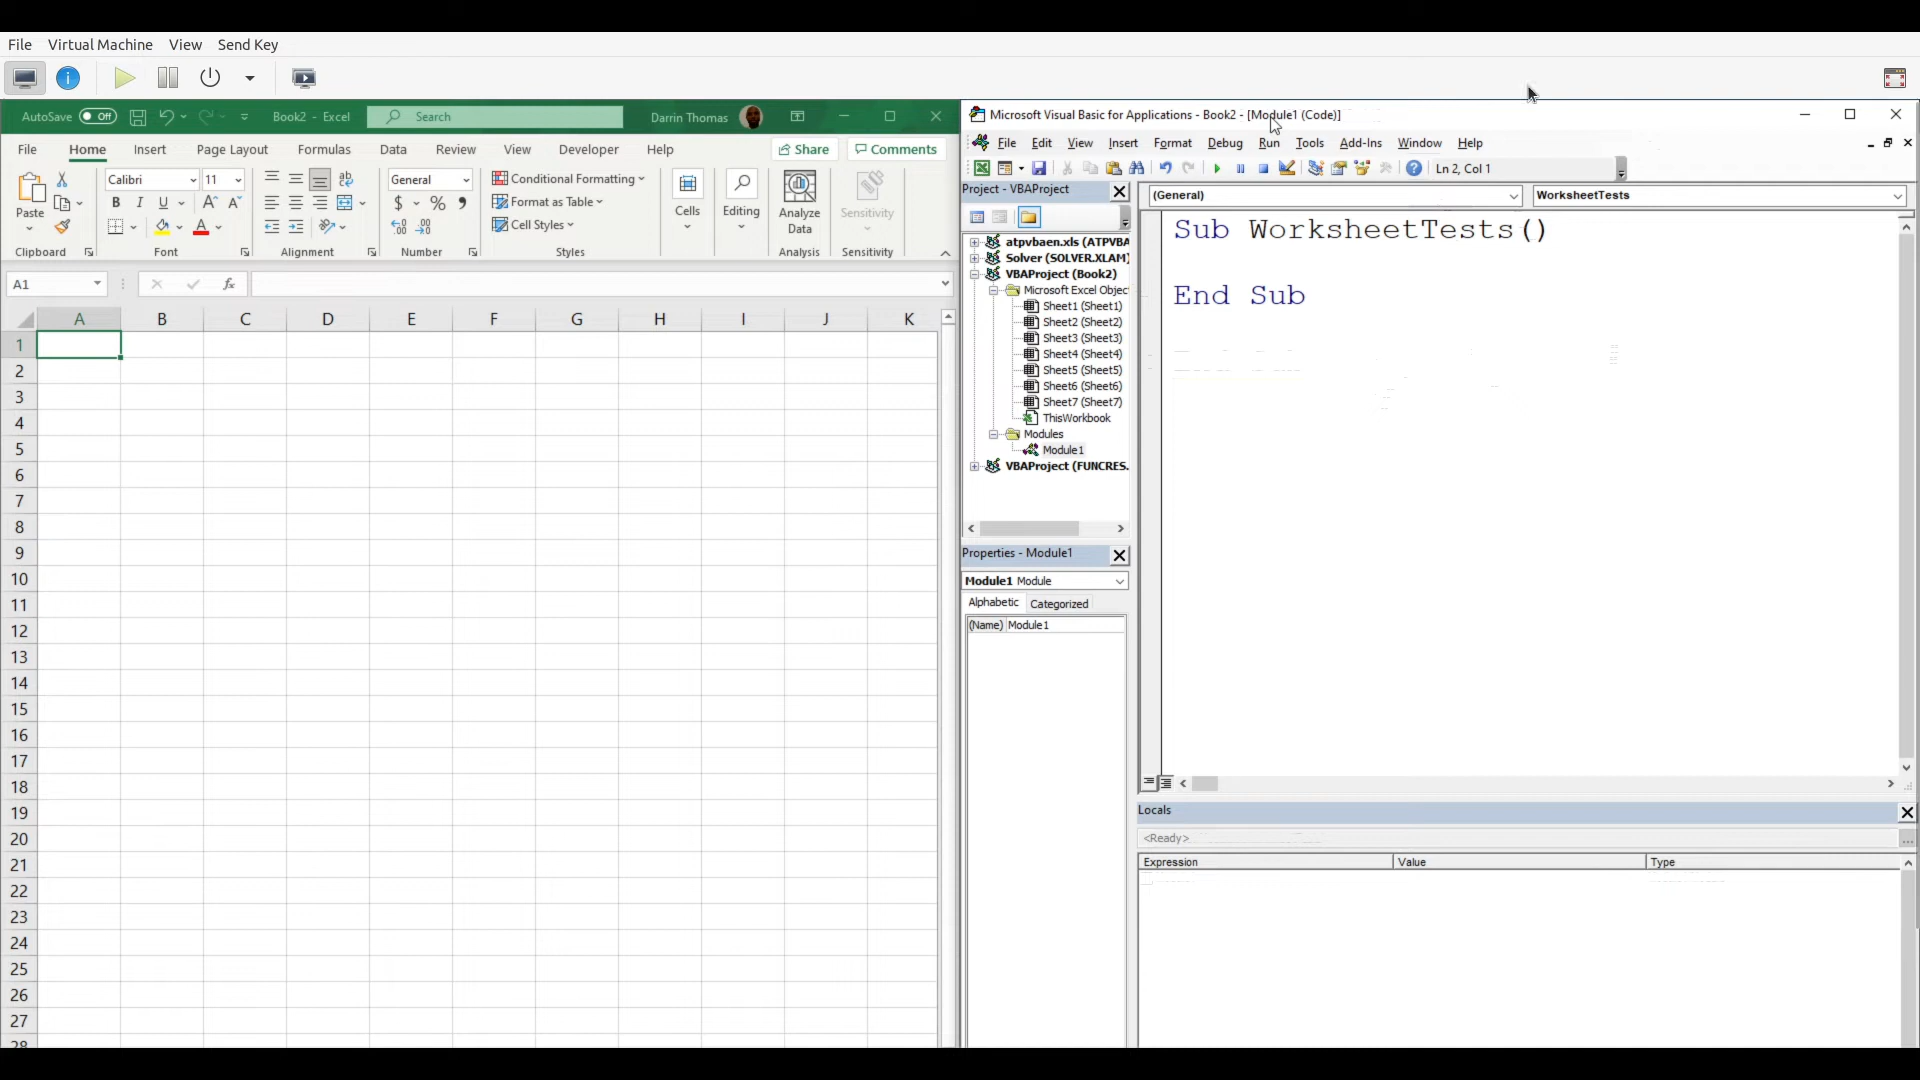 File Virtual Machine View Send Key
AutoSave Off Book2 - Excel Search Darrin Thomas
File Home Insert Page Layout Formulas Data Review View Developer Help Share Comments
Calibri 11 General Conditional Formatting
Paste B I U Format as Table Cells Editing Analyze Data Sensitivity
Cell Styles
Clipboard Font Alignment Number Styles Analysis Sensitivity
A1 fx
A B C D E F G H I J K
1
2
3
4
5
6
7
8
9
10
11
12
13
14
15
16
17
18
19
20
21
22
23
24
25
26
27
28
Microsoft Visual Basic for Applications - Book2 - [Module1 (Code)]
File Edit View Insert Format Debug Run Tools Add-Ins Window Help
Ln 2, Col 1
Project - VBAProject
atpvbaen.xls (ATPVBA
Solver (SOLVER.XLAM)
VBAProject (Book2)
Microsoft Excel Objec
Sheet1 (Sheet1)
Sheet2 (Sheet2)
Sheet3 (Sheet3)
Sheet4 (Sheet4)
Sheet5 (Sheet5)
Sheet6 (Sheet6)
Sheet7 (Sheet7)
ThisWorkbook
Modules
Module1
VBAProject (FUNCRES.
Properties - Module1
Module1 Module
Alphabetic Categorized
(Name) Module1
(General) WorksheetTests
Sub WorksheetTests()
End Sub
Locals
<Ready>
Expression Value Type